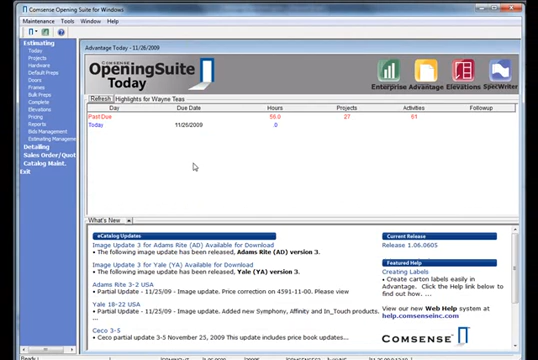 Comsense Opening Suite for Windows
Maintenance Tools Window Help
Estimating
Today
Projects
Hardware
Default Preps
Doors
Frames
Bulk Preps
Complete
Elevations
Pricing
Reports
Bids Management
Estimating Manageme
Detailing
Sales Order/Quot
Catalog Maint.
Exit
Advantage Today - 11/26/2009
COMSENSE
OpeningSuite
Today
Enterprise Advantage Elevations SpecWriter
Refresh Highlights for Wayne Teas
Day Due Date Hours Projects Activities Followup
Past Due 56.0 27 61
Today 11/26/2009 0
What's New
eCatalog Updates
Image Update 3 for Adams Rite (AD) Available for Download
• The following image update has been released, Adams Rite (AD) version 3.
Image Update 3 for Yale (YA) Available for Download
• The following image update has been released, Yale (YA) version 3.
Adams Rite 3-2 USA
• Partial Update - 11/25/09 - Image update. Price correction on 4591-11-00. Please view
Yale 18-22 USA
• Partial Update - 11/25/09 - Image update. Added new Symphony, Affinity and In_Touch products,
Ceco 3-5
• Ceco partial update 3-5 November 25, 2009 This update includes price book updates...
Current Release
Release 1.06.0605
Featured Help
Creating Labels
• Create carton labels easily in Advantage. Click the Help link below to find out how. ...
View our new Web Help system at
help.comsenseinc.com
COMSENSE